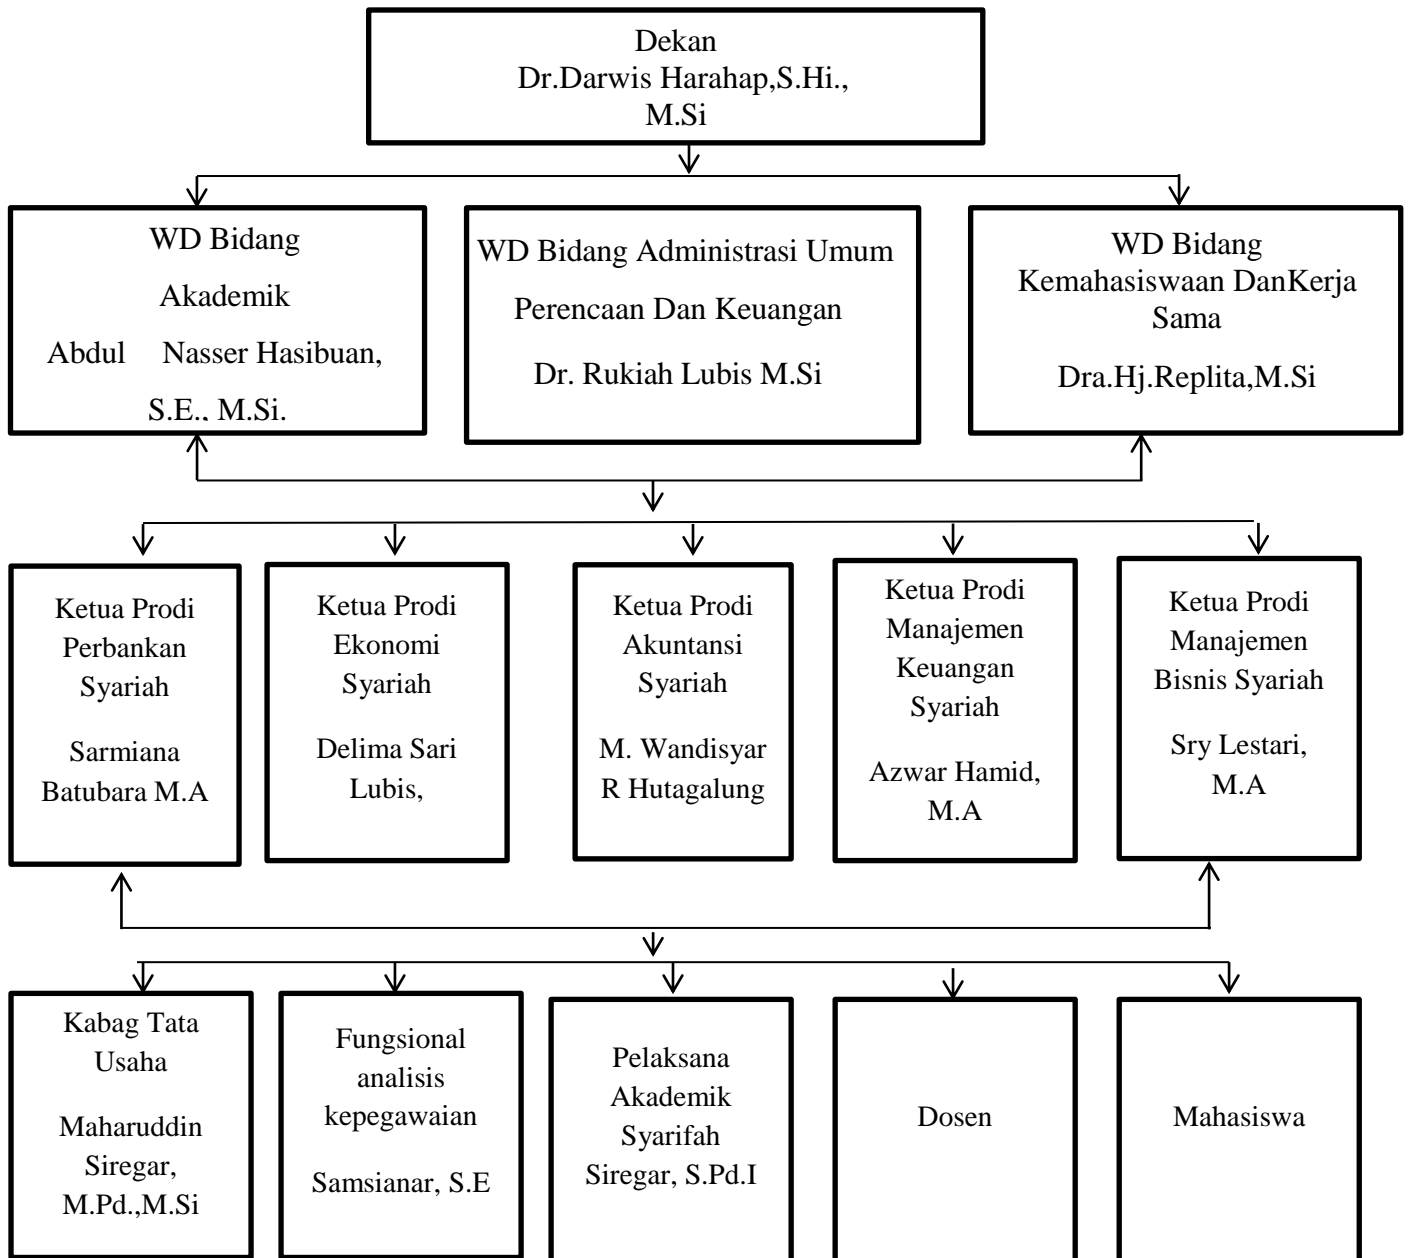 Dekan
Dr.Darwis Harahap,S.Hi.,
M.Si
WD Bidang
Akademik
Abdul Nasser Hasibuan,
S.E., M.Si.
WD Bidang Administrasi Umum
Perencaan Dan Keuangan
Dr. Rukiah Lubis M.Si
WD Bidang
Kemahasiswaan DanKerja
Sama
Dra.Hj.Replita,M.Si
Ketua Prodi
Perbankan
Syariah
Sarmiana
Batubara M.A
Ketua Prodi
Ekonomi
Syariah
Delima Sari
Lubis,
Ketua Prodi
Akuntansi
Syariah
M. Wandisyar
R Hutagalung
Ketua Prodi
Manajemen
Keuangan
Syariah
Azwar Hamid,
M.A
Ketua Prodi
Manajemen
Bisnis Syariah
Sry Lestari,
M.A
Kabag Tata
Usaha
Maharuddin
Siregar,
M.Pd.,M.Si
Fungsional
analisis
kepegawaian
Samsianar, S.E
Pelaksana
Akademik
Syarifah
Siregar, S.Pd.I
Dosen
Mahasiswa